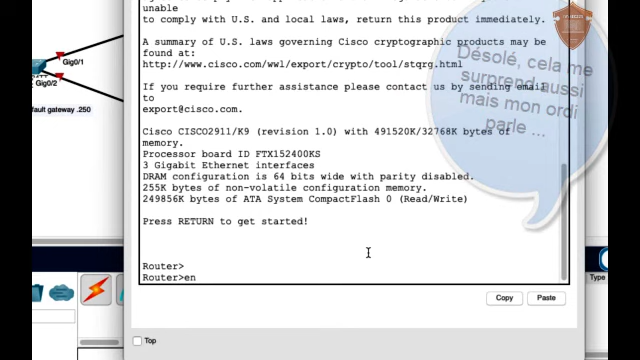 unable
to comply with U.S. and local laws, return this product immediately.
A summary of U.S. laws governing Cisco cryptographic products may be
found at:
http://www.cisco.com/wwl/export/crypto/tool/stqrg.html
If you require further assistance please contact us by sending email
to
export@cisco.com.
Cisco CISCO2911/K9 (revision 1.0) with 491520K/32768K bytes of
memory.
Processor board ID FTX152400KS
3 Gigabit Ethernet interfaces
DRAM configuration is 64 bits wide with parity disabled.
255K bytes of non-volatile configuration memory.
249856K bytes of ATA System CompactFlash 0 (Read/Write)
Press RETURN to get started!
Router>
Router>en
Copy
Paste
Top
Gig0/1
Gig0/2
fault gateway .250
Désolé, cela me
surprend aussi
mais mon ordi
parle ...
Type